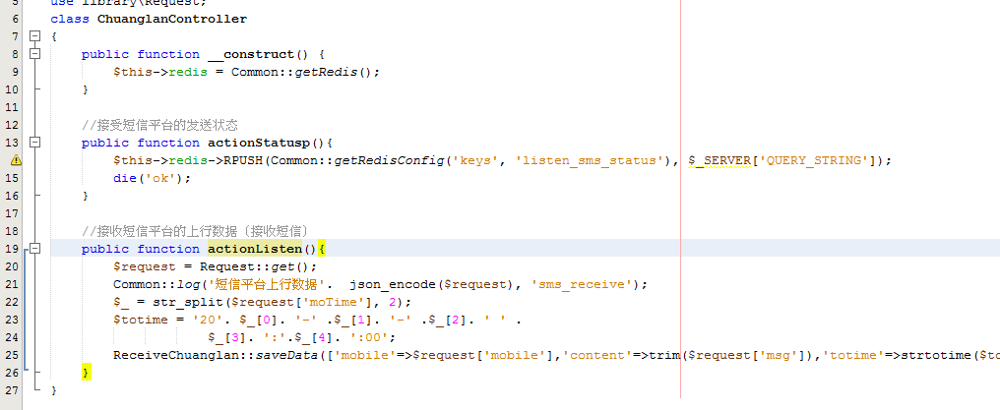 use library\Request;
6 class ChuanglanController
7 {
8 public function __construct() {
9 $this->redis = Common::getRedis();
10 }
11
12 //接受短信平台的发送状态
13 public function actionStatusp(){
$this->redis->RPUSH(Common::getRedisConfig('keys', 'listen_sms_status'), $_SERVER['QUERY_STRING']);
15 die('ok');
16 }
17
18 //接收短信平台的上行数据〔接收短信〕
19 public function actionListen(){
20 $request = Request::get();
21 Common::log('短信平台上行数据'. json_encode($request), 'sms_receive');
22 $_ = str_split($request['moTime'], 2);
23 $totime = '20'. $_[0]. '-' .$_[1]. '-' .$_[2]. ' ' .
24 $_[3]. ':'.$_[4]. ':00';
25 ReceiveChuanglan::saveData(['mobile'=>$request['mobile'],'content'=>trim($request['msg']),'totime'=>strtotime($to
26 }
27 }